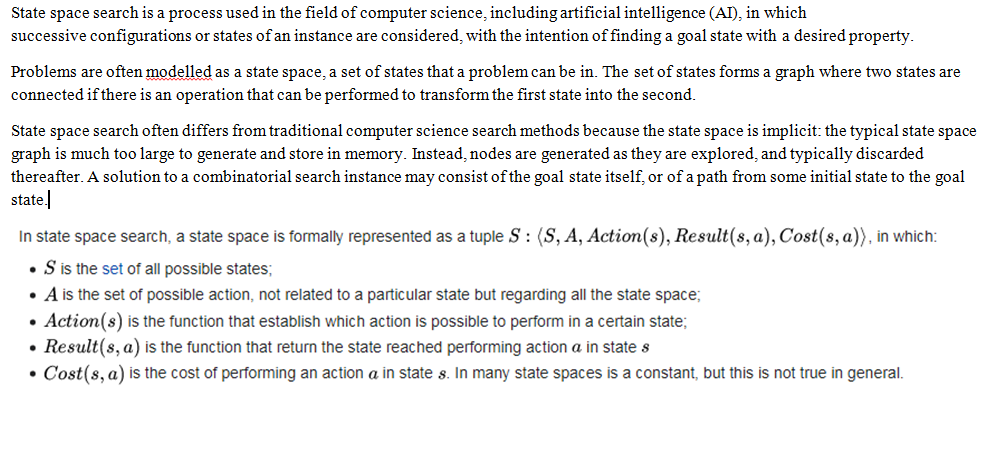 State space search is a process used in the field of computer science, including artificial intelligence (AI), in which
successive configurations or states of an instance are considered, with the intention of finding a goal state with a desired property.
Problems are often modelled as a state space, a set of states that a problem can be in. The set of states forms a graph where two states are
connected if there is an operation that can be performed to transform the first state into the second.
State space search often differs from traditional computer science search methods because the state space is implicit: the typical state space
graph is much too large to generate and store in memory. Instead, nodes are generated as they are explored, and typically discarded
thereafter. A solution to a combinatorial search instance may consist of the goal state itself, or of a path from some initial state to the goal
state.
In state space search, a state space is formally represented as a tuple S : ⟨S, A, Action(s), Result(s, a), Cost(s, a)⟩, in which:
• S is the set of all possible states;
• A is the set of possible action, not related to a particular state but regarding all the state space;
• Action(s) is the function that establish which action is possible to perform in a certain state;
• Result(s, a) is the function that return the state reached performing action a in state s
• Cost(s, a) is the cost of performing an action a in state s. In many state spaces is a constant, but this is not true in general.